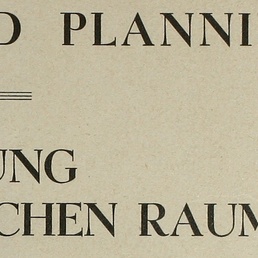 D PLANNI
UNG
CHEN RAUM